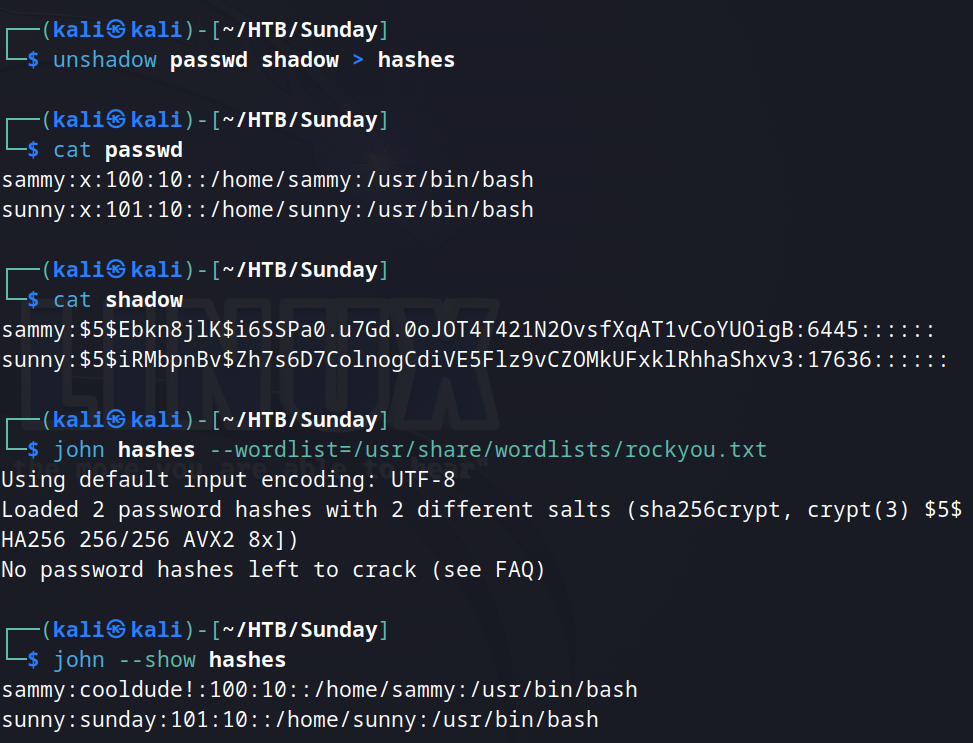 ┌──(kali㉿kali)-[~/HTB/Sunday]
└─$ unshadow passwd shadow > hashes
┌──(kali㉿kali)-[~/HTB/Sunday]
└─$ cat passwd
sammy:x:100:10::/home/sammy:/usr/bin/bash
sunny:x:101:10::/home/sunny:/usr/bin/bash
┌──(kali㉿kali)-[~/HTB/Sunday]
└─$ cat shadow
sammy:$5$Ebkn8jlK$i6SSPa0.u7Gd.0oJOT4T421N2OvsfXqAT1vCoYUOigB:6445::::::
sunny:$5$iRMbpnBv$Zh7s6D7ColnogCdiVE5Flz9vCZOMkUFxklRhhaShxv3:17636::::::
┌──(kali㉿kali)-[~/HTB/Sunday]
└─$ john hashes --wordlist=/usr/share/wordlists/rockyou.txt
Using default input encoding: UTF-8
Loaded 2 password hashes with 2 different salts (sha256crypt, crypt(3) $5$
HA256 256/256 AVX2 8x])
No password hashes left to crack (see FAQ)
┌──(kali㉿kali)-[~/HTB/Sunday]
└─$ john --show hashes
sammy:cooldude!:100:10::/home/sammy:/usr/bin/bash
sunny:sunday:101:10::/home/sunny:/usr/bin/bash